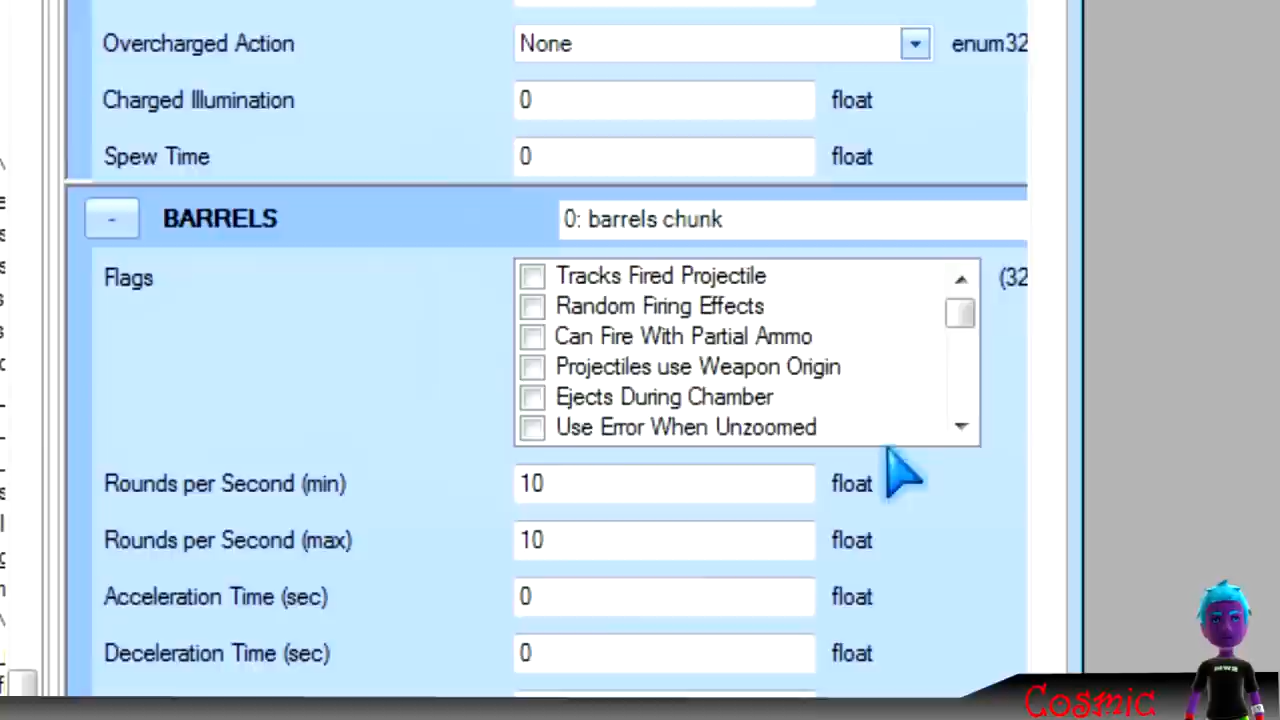 Overcharged Action None enum32
Charged Illumination 0 float
Spew Time 0 float
- BARRELS 0: barrels chunk
Flags Tracks Fired Projectile (32
Random Firing Effects
Can Fire With Partial Ammo
Projectiles use Weapon Origin
Ejects During Chamber
Use Error When Unzoomed
Rounds per Second (min) 10 float
Rounds per Second (max) 10 float
Acceleration Time (sec) 0 float
Deceleration Time (sec) 0 float
Cosmic